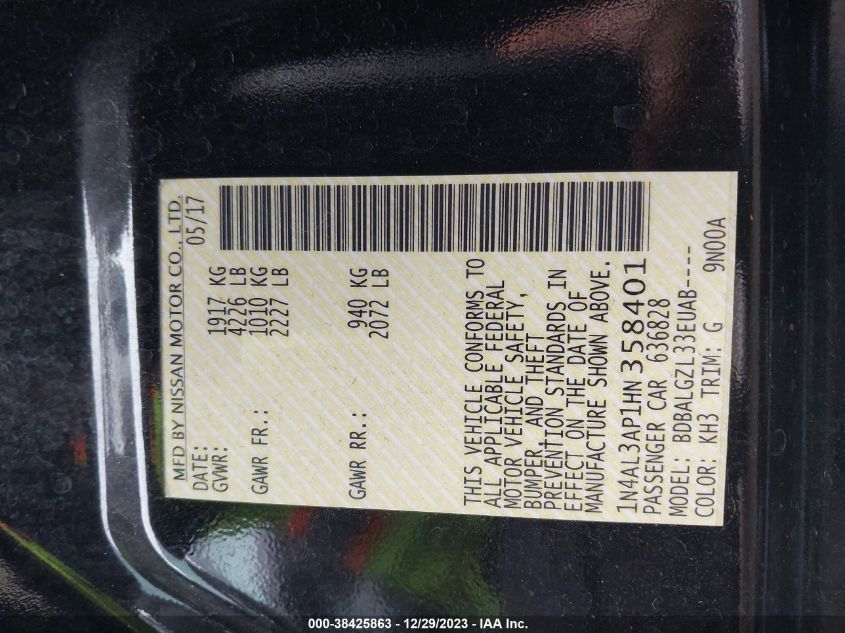 MFD BY NISSAN MOTOR CO., LTD.
DATE: 05/17
GVWR: 1917 KG
4226 LB
GAWR FR.: 1010 KG
2227 LB
GAWR RR.: 940 KG
2072 LB
THIS VEHICLE CONFORMS TO
ALL APPLICABLE FEDERAL
MOTOR VEHICLE SAFETY,
BUMPER AND THEFT
PREVENTION STANDARDS IN
EFFECT ON THE DATE OF
MANUFACTURE SHOWN ABOVE.
1N4AL3AP1HN358401
PASSENGER CAR 636828
MODEL: BDBALGZL33EUAB----
COLOR: KH3 TRIM: G 9N00A
000-38425863 - 12/29/2023 - IAA Inc.